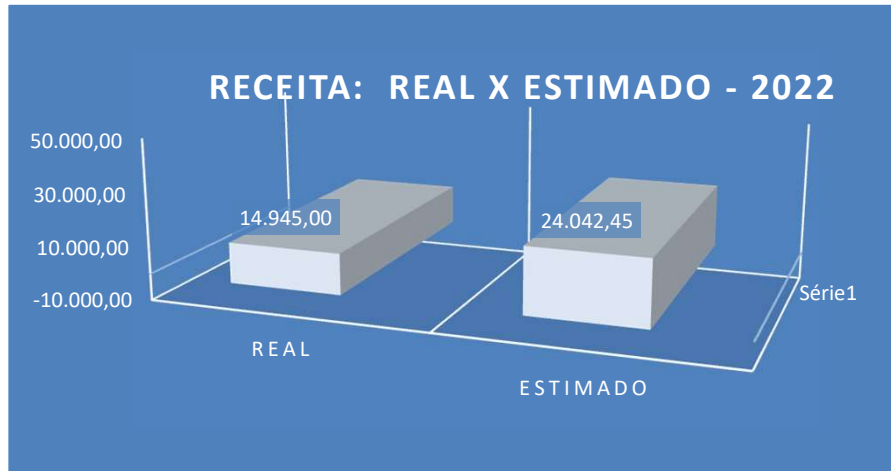 RECEITA: REAL X ESTIMADO - 2022
50.000,00
30.000,00
10.000,00
-10.000,00
14.945,00
24.042,45
Série1
REAL
ESTIMADO